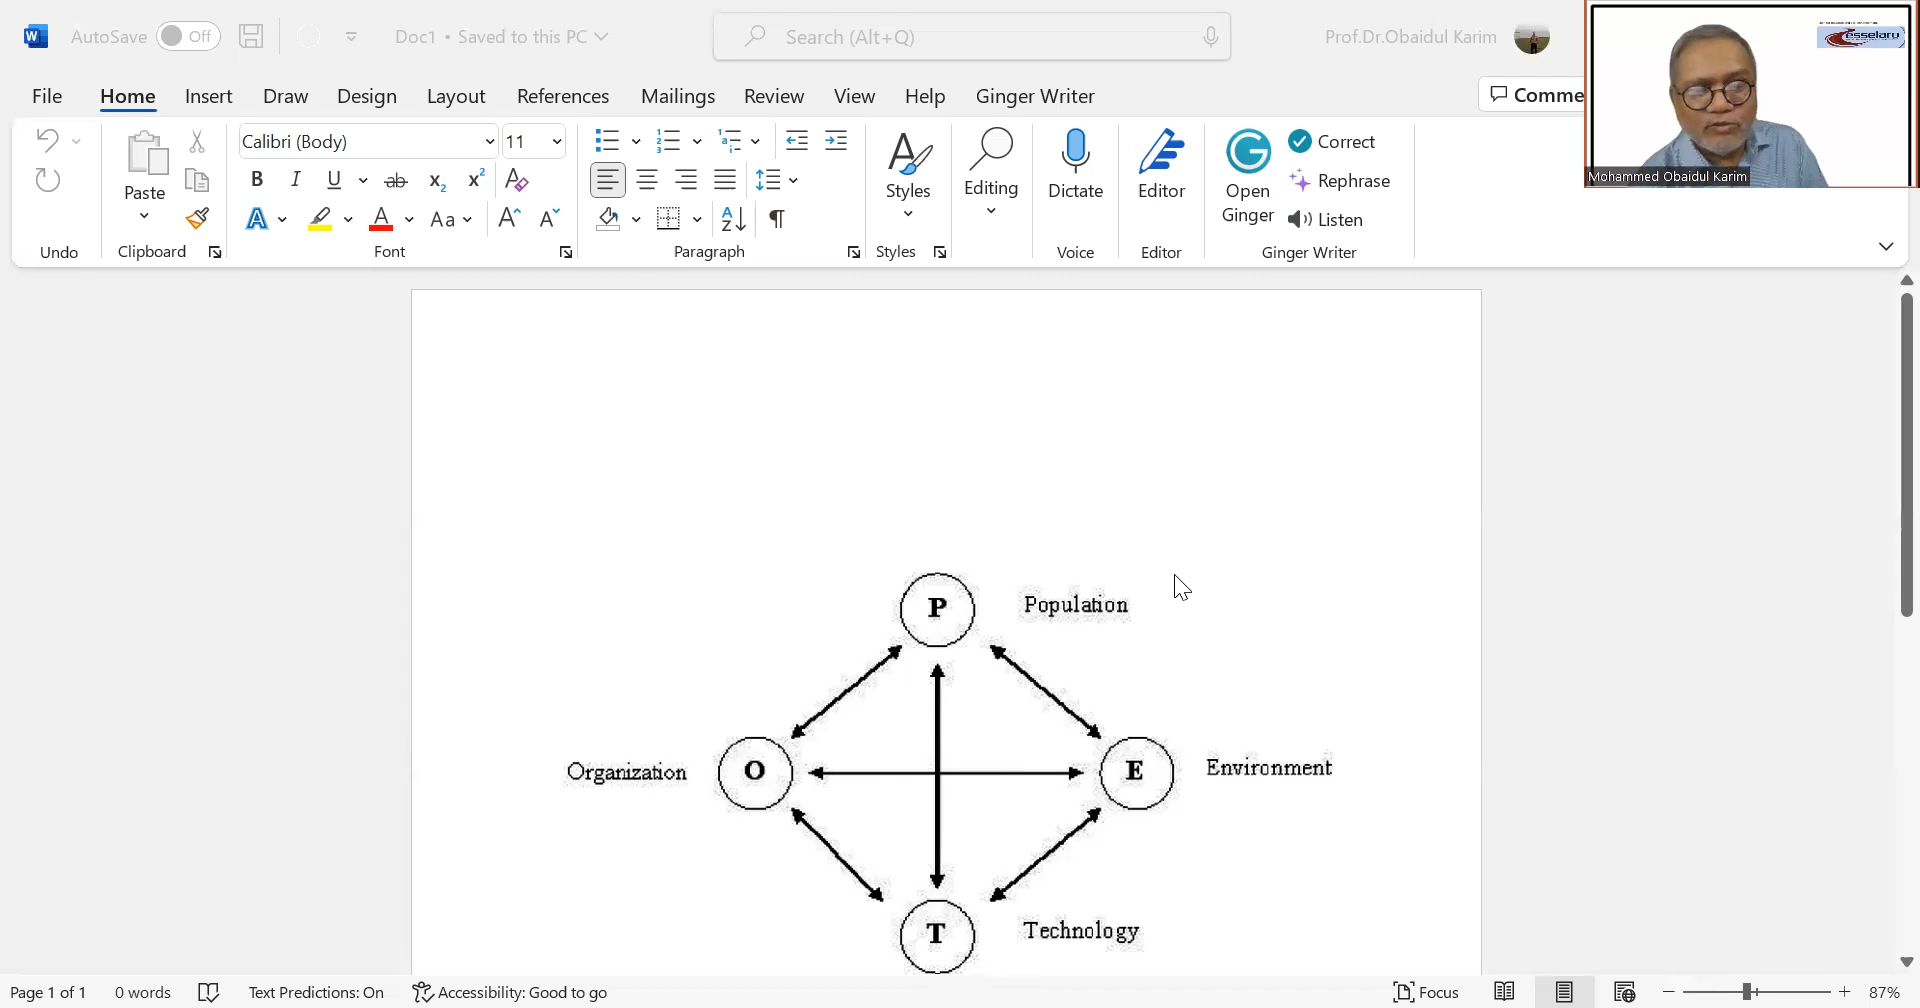 AutoSave Off Doc1 • Saved to this PC Search (Alt+Q) Prof.Dr.Obaidul Karim
esselaru
Mohammed Obaidul Karim
File Home Insert Draw Design Layout References Mailings Review View Help Ginger Writer Comme
Calibri (Body) 11
Paste
Styles
Editing
Dictate
Editor
Open
Ginger
Correct
Rephrase
Listen
Undo Clipboard Font Paragraph Styles Voice Editor Ginger Writer
P Population
Organization O E Environment
T Technology
Page 1 of 1 0 words Text Predictions: On Accessibility: Good to go Focus 87%